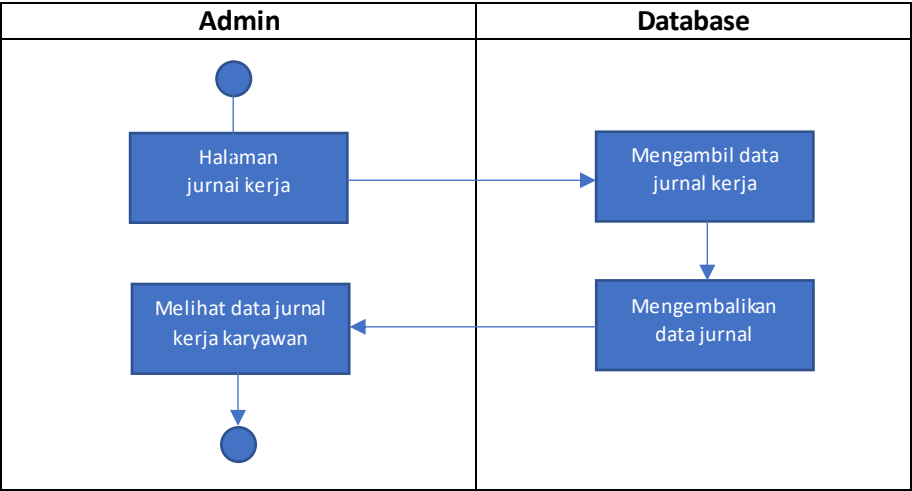 Admin
Database
Halaman
jurnai kerja
Mengambil data
jurnal kerja
Melihat data jurnal
kerja karyawan
Mengembalikan
data jurnal